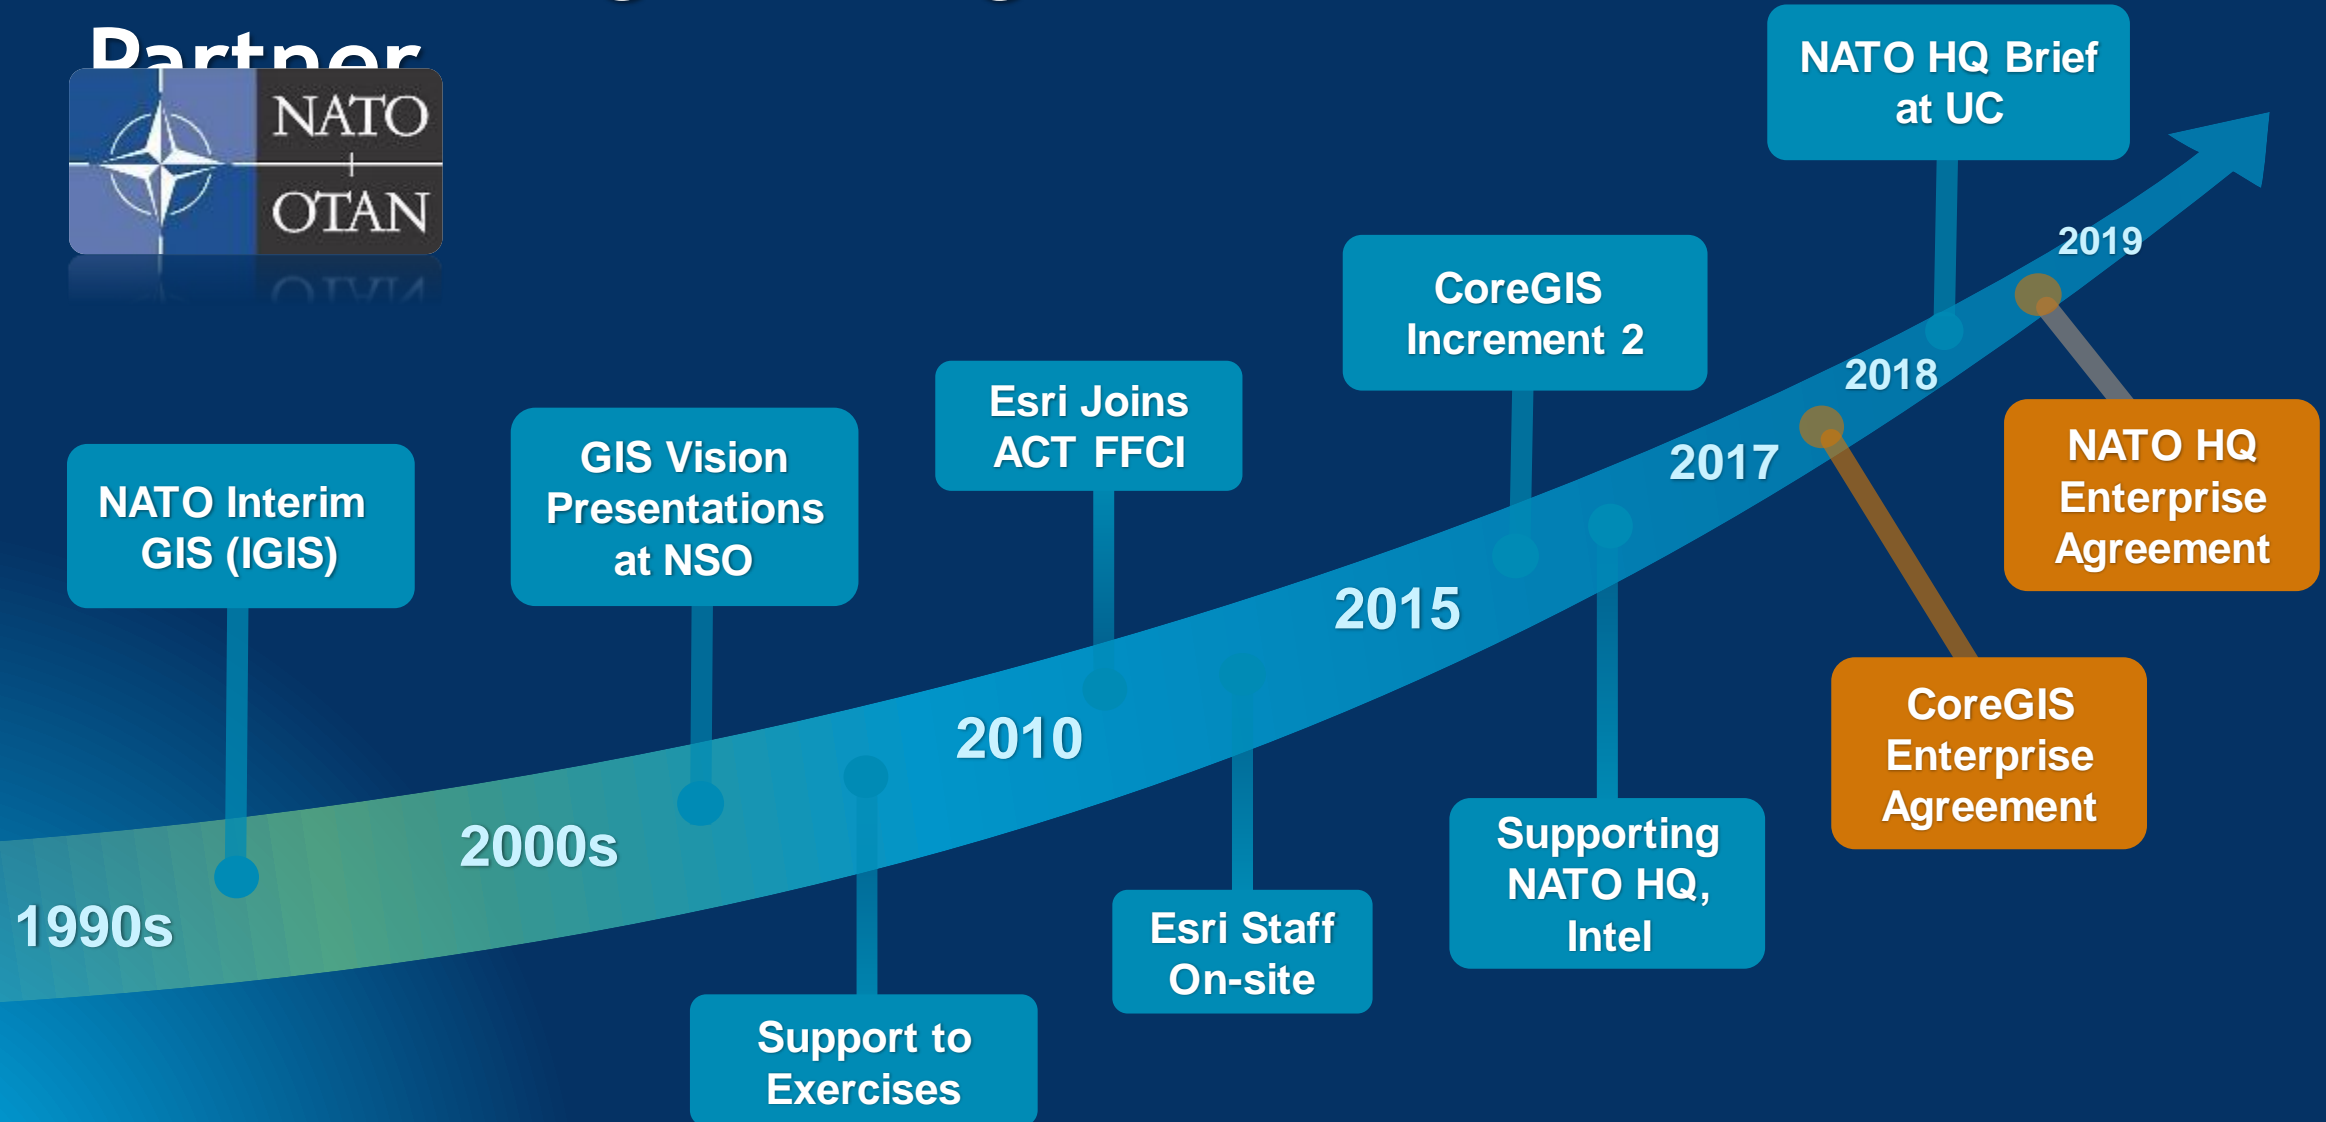 Partner
NATO
OTAN
NATO HQ Brief
at UC
2019
CoreGIS
Increment 2
2018
Esri Joins
ACT FFCI
NATO HQ
Enterprise
Agreement
GIS Vision
Presentations
at NSO
2017
NATO Interim
GIS (IGIS)
2015
CoreGIS
Enterprise
Agreement
2010
Supporting
NATO HQ,
Intel
2000s
Esri Staff
On-site
1990s
Support to
Exercises